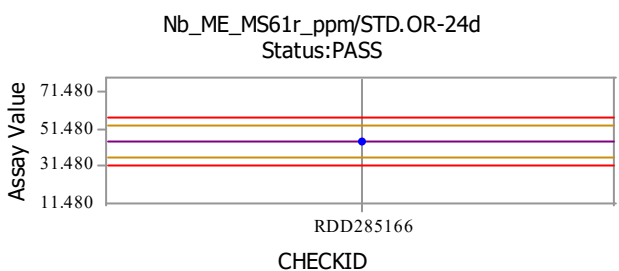 Nb_ME_MS61r_ppm/STD.OR-24d
Status:PASS
Assay Value
71.480
51.480
31.480
11.480
RDD285166
CHECKID